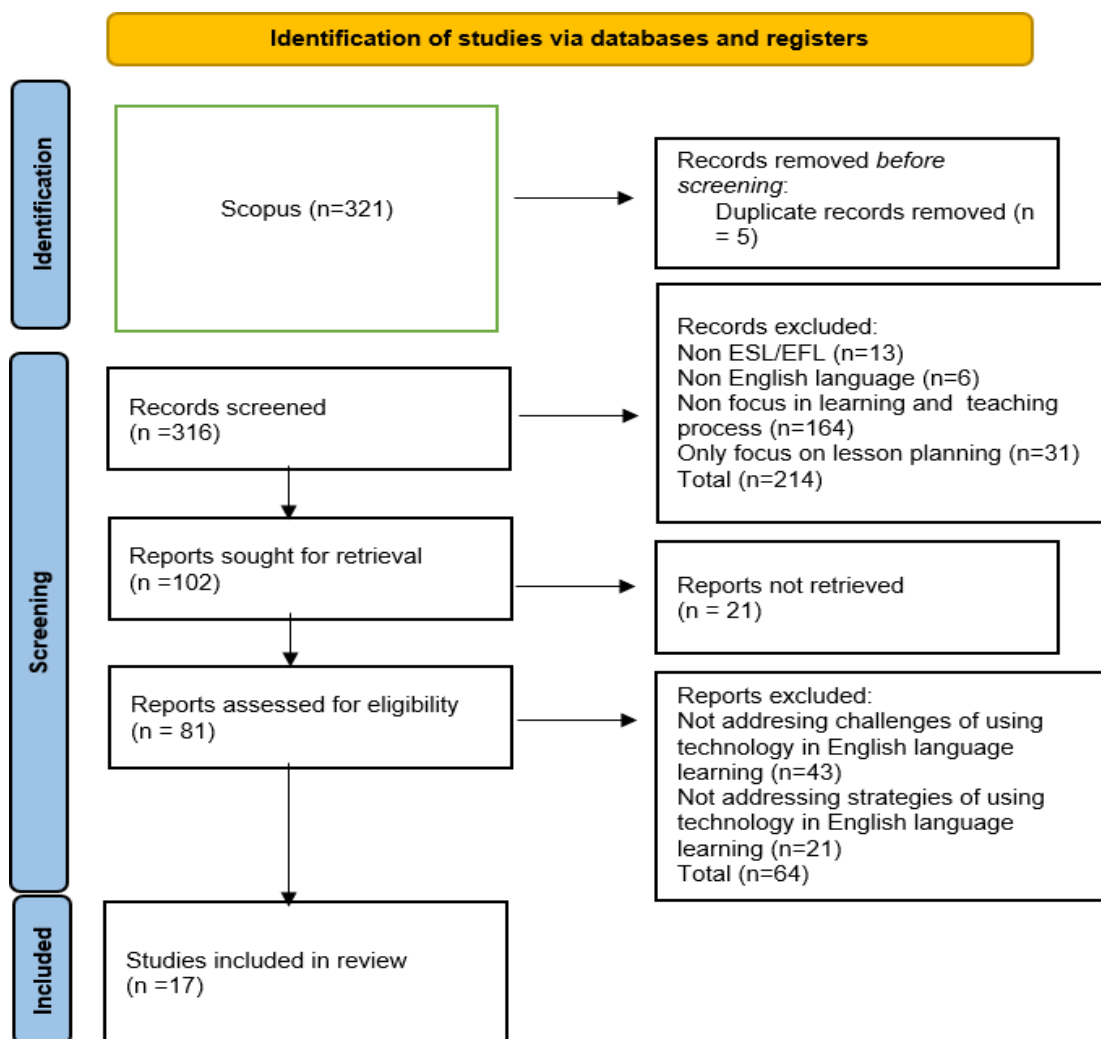 Identification of studies via databases and registers
Identification
Scopus (n=321)
Records removed before
screening:
Duplicate records removed (n
= 5)
Screening
Records screened
(n =316)
Records excluded:
Non ESL/EFL (n=13)
Non English language (n=6)
Non focus in learning and teaching
process (n=164)
Only focus on lesson planning (n=31)
Total (n=214)
Reports sought for retrieval
(n =102)
Reports not retrieved
(n = 21)
Reports assessed for eligibility
(n = 81)
Reports excluded:
Not addresing challenges of using
technology in English language
learning (n=43)
Not addressing strategies of using
technology in English language
learning (n=21)
Total (n=64)
Included
Studies included in review
(n =17)